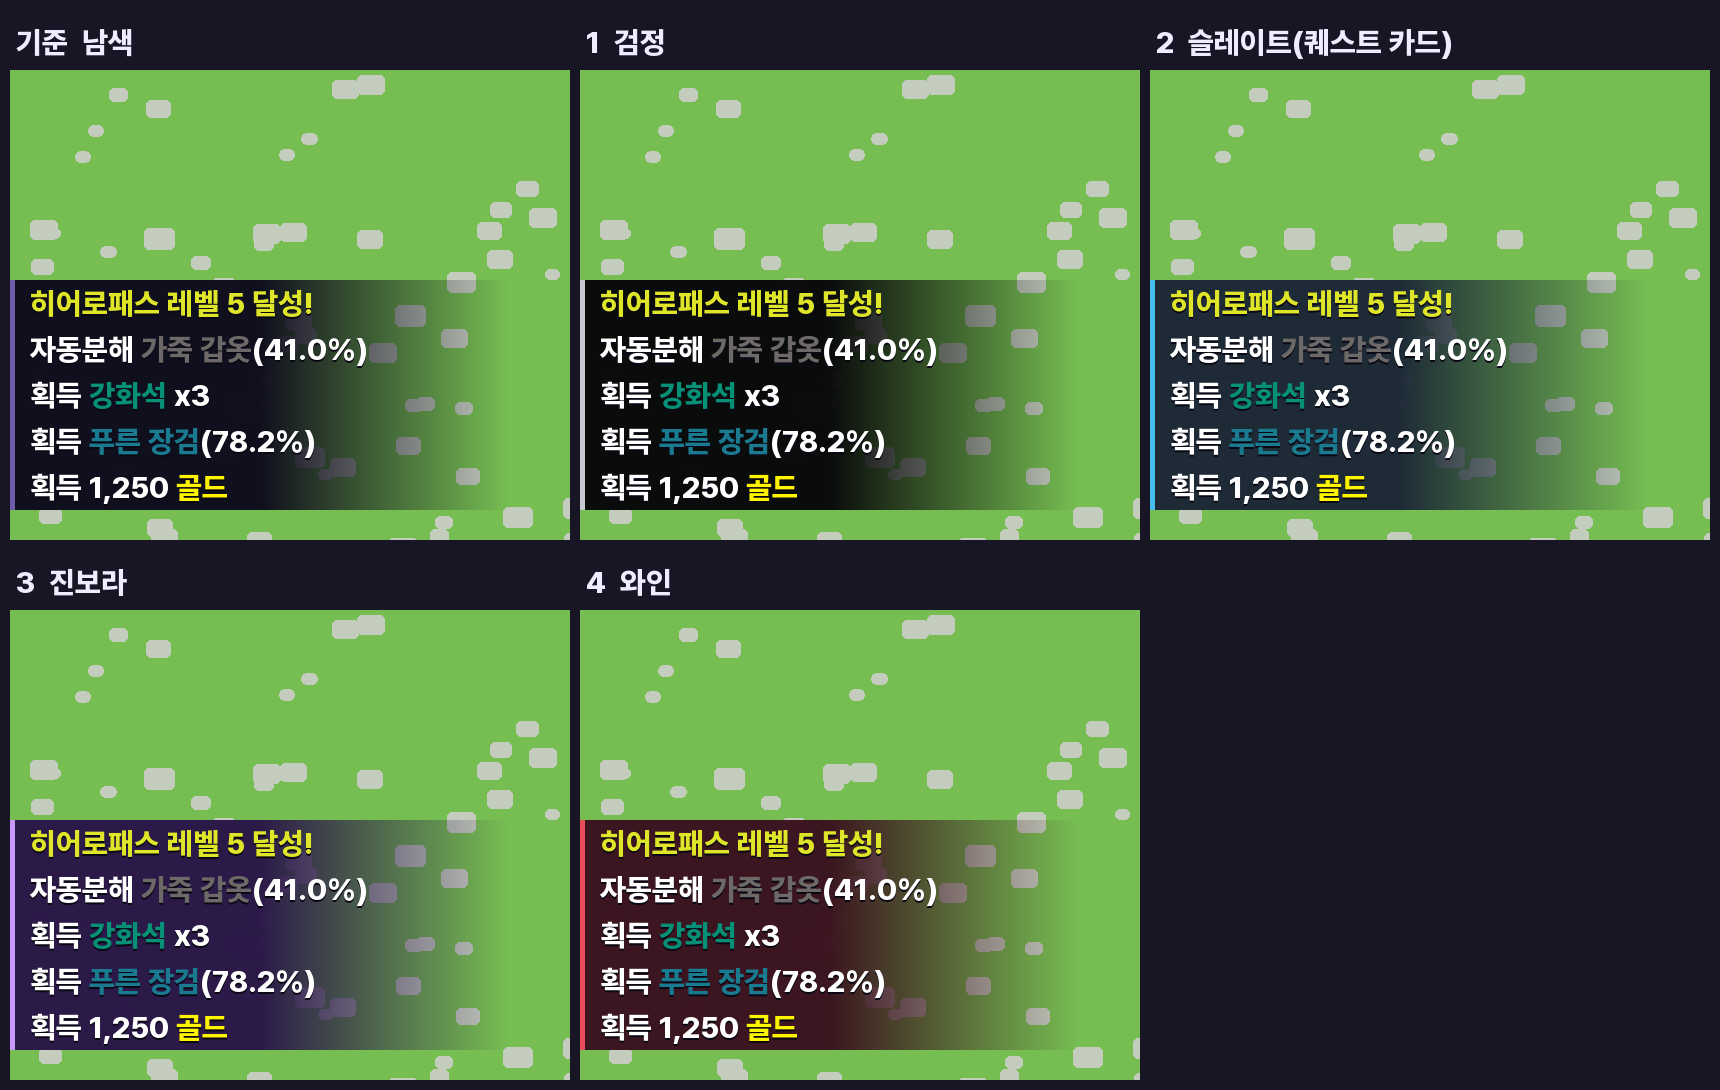 기준 남색
히어로패스 레벨 5 달성!
자동분해 가죽 갑옷(41.0%)
획득 강화석 x3
획득 푸른 장검(78.2%)
획득 1,250 골드
1 검정
히어로패스 레벨 5 달성!
자동분해 가죽 갑옷(41.0%)
획득 강화석 x3
획득 푸른 장검(78.2%)
획득 1,250 골드
2 슬레이트(퀘스트 카드)
히어로패스 레벨 5 달성!
자동분해 가죽 갑옷(41.0%)
획득 강화석 x3
획득 푸른 장검(78.2%)
획득 1,250 골드
3 진보라
히어로패스 레벨 5 달성!
자동분해 가죽 갑옷(41.0%)
획득 강화석 x3
획득 푸른 장검(78.2%)
획득 1,250 골드
4 와인
히어로패스 레벨 5 달성!
자동분해 가죽 갑옷(41.0%)
획득 강화석 x3
획득 푸른 장검(78.2%)
획득 1,250 골드